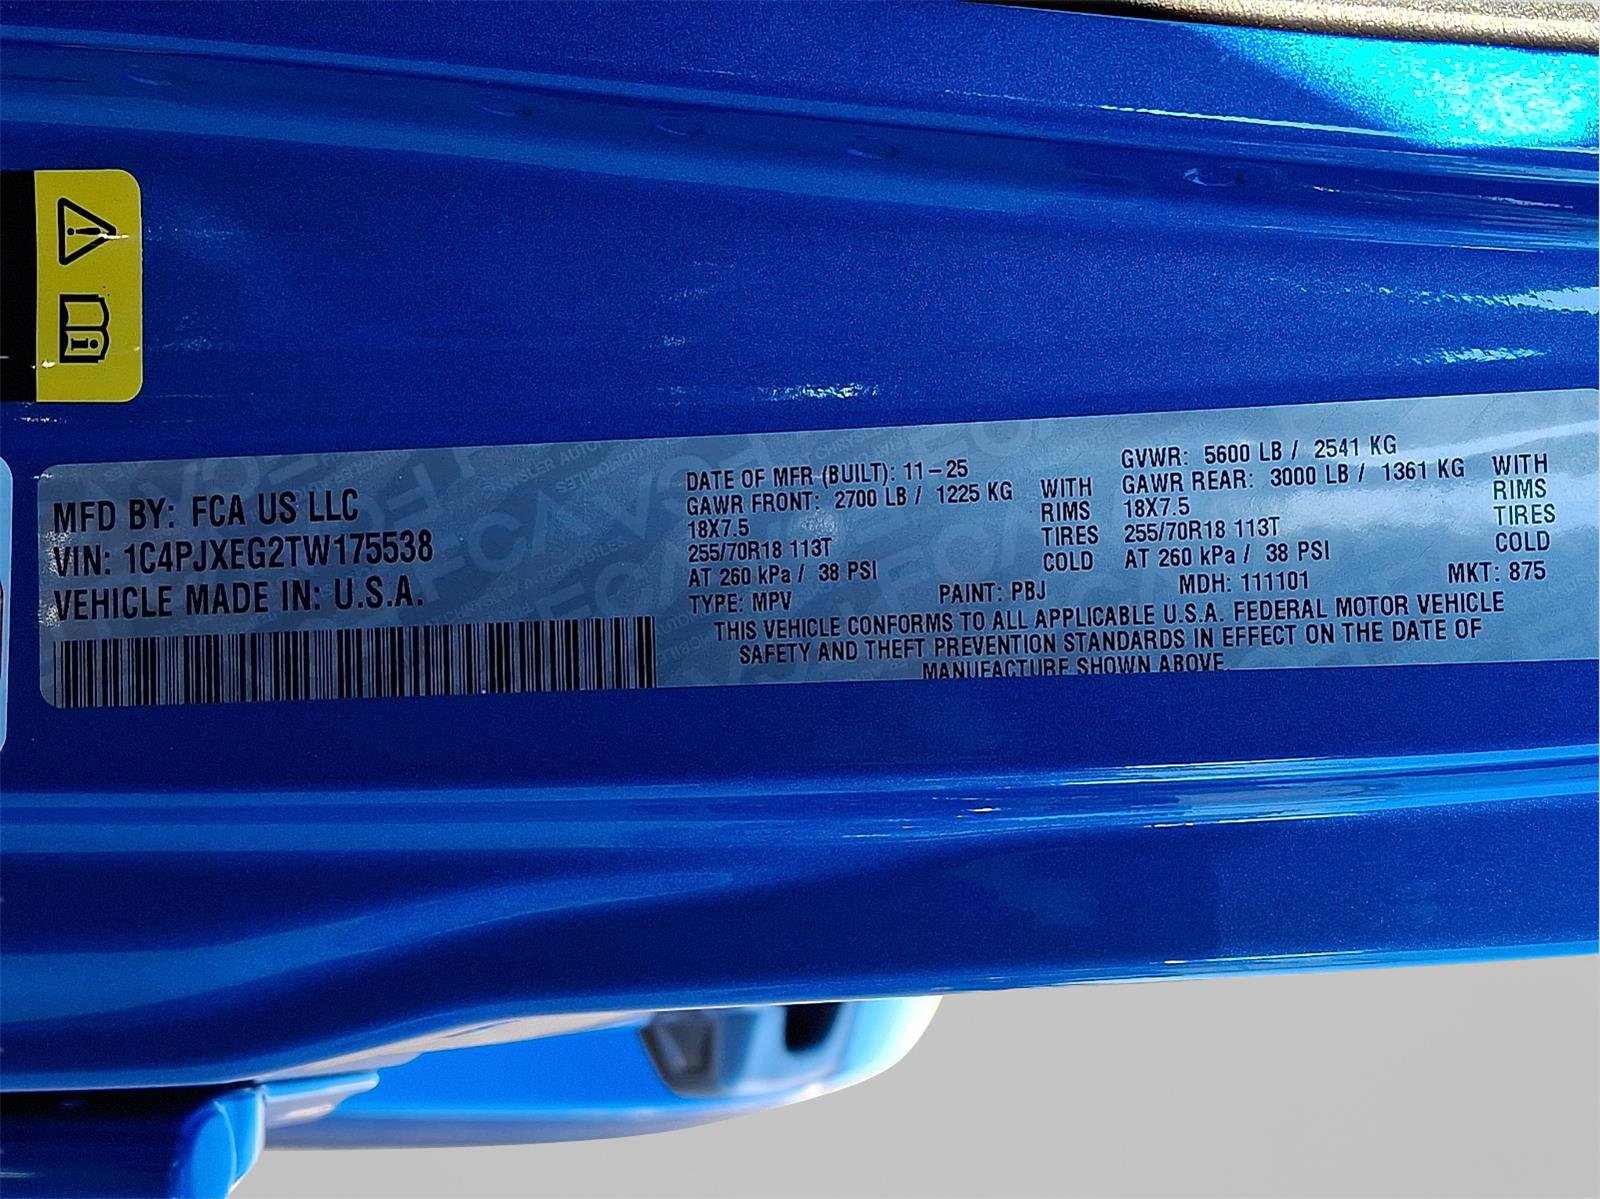 MFD BY: FCA US LLC
VIN: 1C4PJXEG2TW175538
VEHICLE MADE IN: U.S.A.
DATE OF MFR (BUILT): 11-25
GAWR FRONT: 2700 LB / 1225 KG WITH
18X7.5 RIMS
255/70R18 113T TIRES
AT 260 kPa / 38 PSI COLD
GVWR: 5600 LB / 2541 KG
GAWR REAR: 3000 LB / 1361 KG WITH
18X7.5 RIMS
255/70R18 113T TIRES
AT 260 kPa / 38 PSI COLD
TYPE: MPV PAINT: PBJ MDH: 111101 MKT: 875
THIS VEHICLE CONFORMS TO ALL APPLICABLE U.S.A. FEDERAL MOTOR VEHICLE
SAFETY AND THEFT PREVENTION STANDARDS IN EFFECT ON THE DATE OF
MANUFACTURE SHOWN ABOVE.